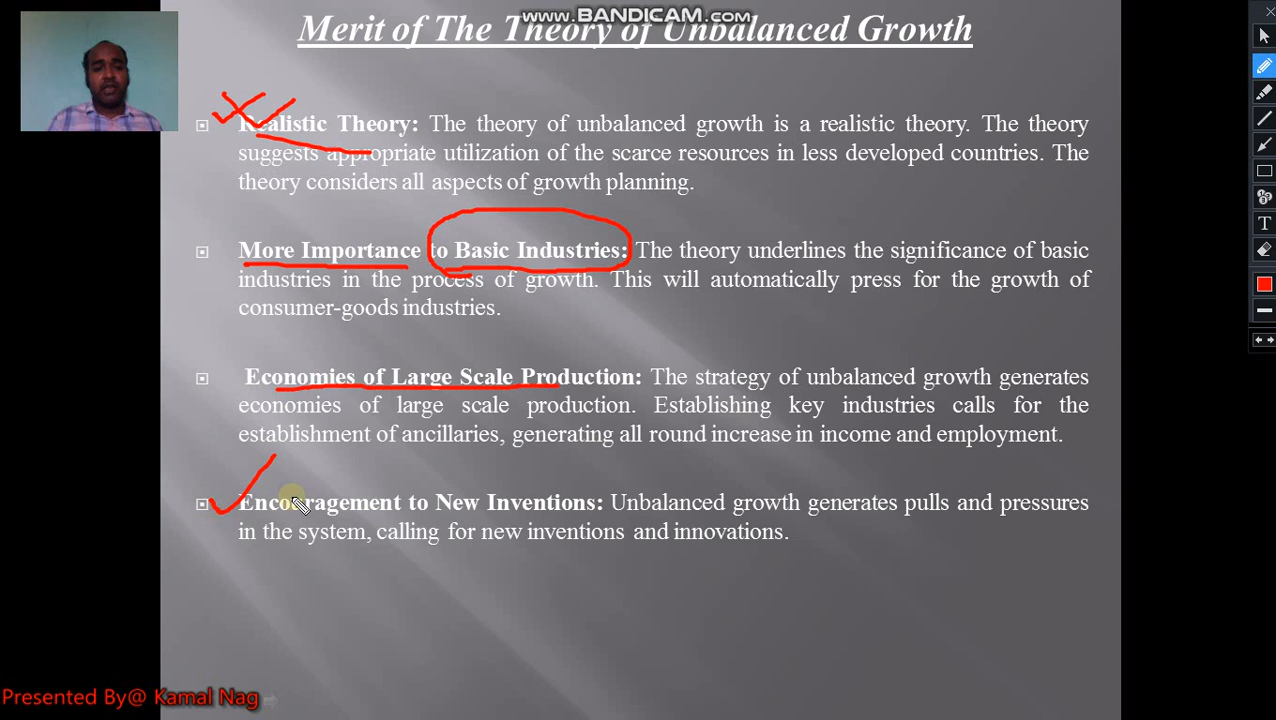 www.BANDICAM.com
Merit of The Theory of Unbalanced Growth
Realistic Theory: The theory of unbalanced growth is a realistic theory. The theory
suggests appropriate utilization of the scarce resources in less developed countries. The
theory considers all aspects of growth planning.
More Importance to Basic Industries: The theory underlines the significance of basic
industries in the process of growth. This will automatically press for the growth of
consumer-goods industries.
Economies of Large Scale Production: The strategy of unbalanced growth generates
economies of large scale production. Establishing key industries calls for the
establishment of ancillaries, generating all round increase in income and employment.
Encouragement to New Inventions: Unbalanced growth generates pulls and pressures
in the system, calling for new inventions and innovations.
Presented By@ Kamal Nag